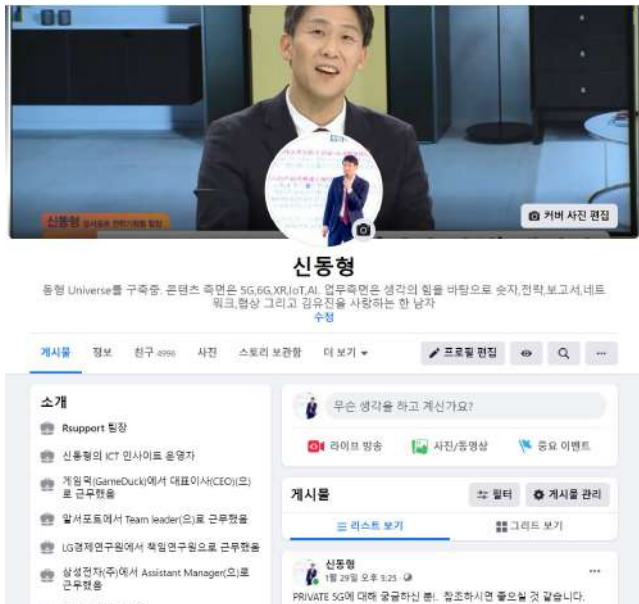 신동형 알서포트 전략기획팀 팀장
커버 사진 편집
신동형
동형 Universe를 구축중. 콘텐츠 측면은 5G,6G,XR,IoT,AI. 업무측면은 생각의 힘을 바탕으로 숫자,전략,보고서,네트
워크,협상 그리고 김유진을 사랑하는 한 남자
수정
게시물 정보 친구 4996 사진 스토리 보관함 더 보기
프로필 편집
소개
Rsupport 팀장
신동형의 ICT 인사이트 운영자
게임덕(GameDuck)에서 대표이사(CEO)(으)
로 근무했음
알서포트에서 Team leader(으)로 근무했음
LG경제연구원에서 책임연구원으로 근무했음
삼성전자(주)에서 Assistant Manager(으)로
근무했음
무슨 생각을 하고 계신가요?
라이브 방송 사진/동영상 중요 이벤트
게시물 필터 게시물 관리
리스트 보기 그리드 보기
신동형
1월 29일 오후 5:25
PRIVATE 5G에 대해 궁금하신 분!. 참조하시면 좋으실 것 같습니다.